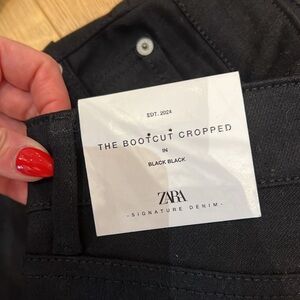 EDT. 2024
THE BOOTCUT CROPPED
IN
BLACK BLACK
ZARA
-SIGNATURE DENIM-